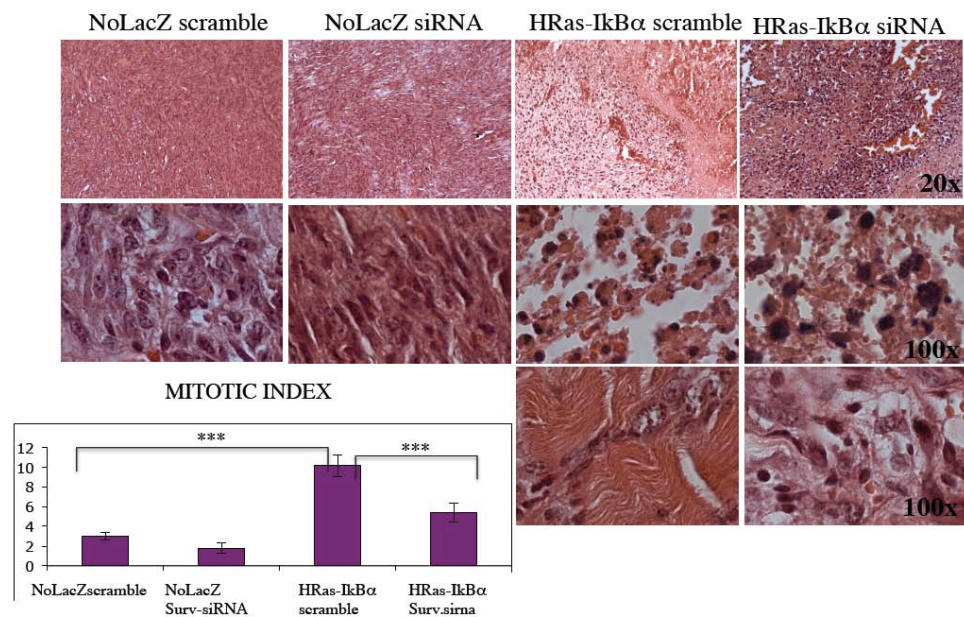 NoLacZ scramble
NoLacZ siRNA
HRas-IkBα scramble
HRas-IkBα siRNA
20x
100x
100x
MITOTIC INDEX
***
***
12
10
8
6
4
2
0
NoLacZscramble
NoLacZ
Surv-siRNA
HRas-IkBα
scramble
HRas-IkBα
Surv.sirna